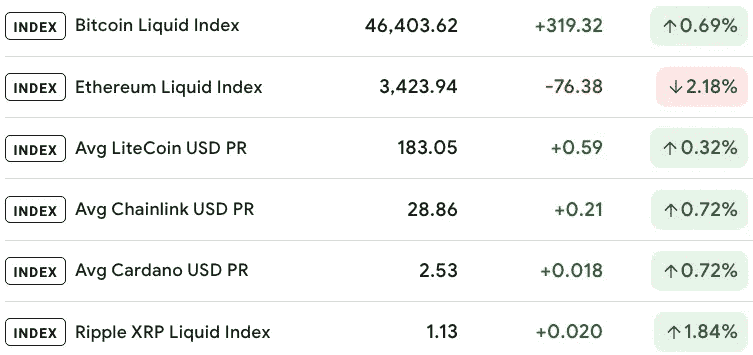 INDEX Bitcoin Liquid Index 46,403.62 +319.32 ↑0.69%
INDEX Ethereum Liquid Index 3,423.94 -76.38 ↓2.18%
INDEX Avg LiteCoin USD PR 183.05 +0.59 ↑0.32%
INDEX Avg Chainlink USD PR 28.86 +0.21 ↑0.72%
INDEX Avg Cardano USD PR 2.53 +0.018 ↑0.72%
INDEX Ripple XRP Liquid Index 1.13 +0.020 ↑1.84%